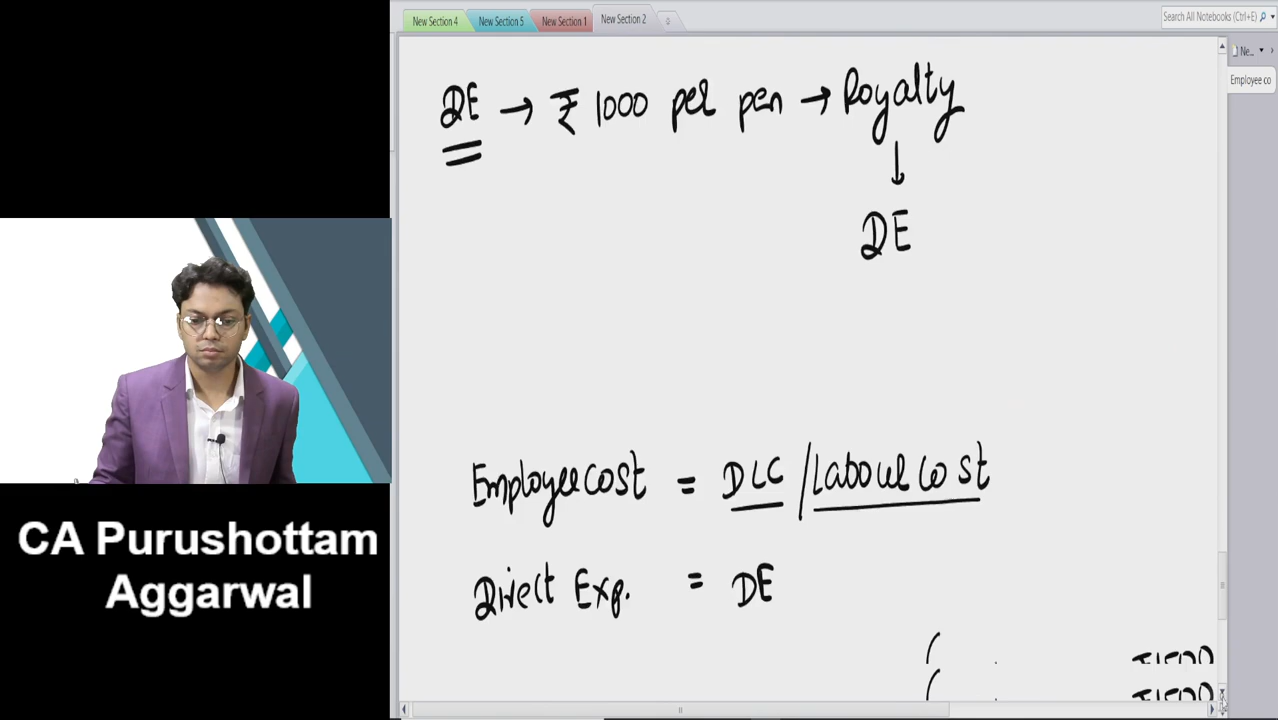 New Section 4 New Section 5 New Section 1 New Section 2
Search All Notebooks (Ctrl+E)
Ne...
Employee co
DE → ₹ 1000 per pen → Royalty
↓
DE
Employee cost = DLC / Labour cost
Direct Exp. = DE
CA Purushottam
Aggarwal